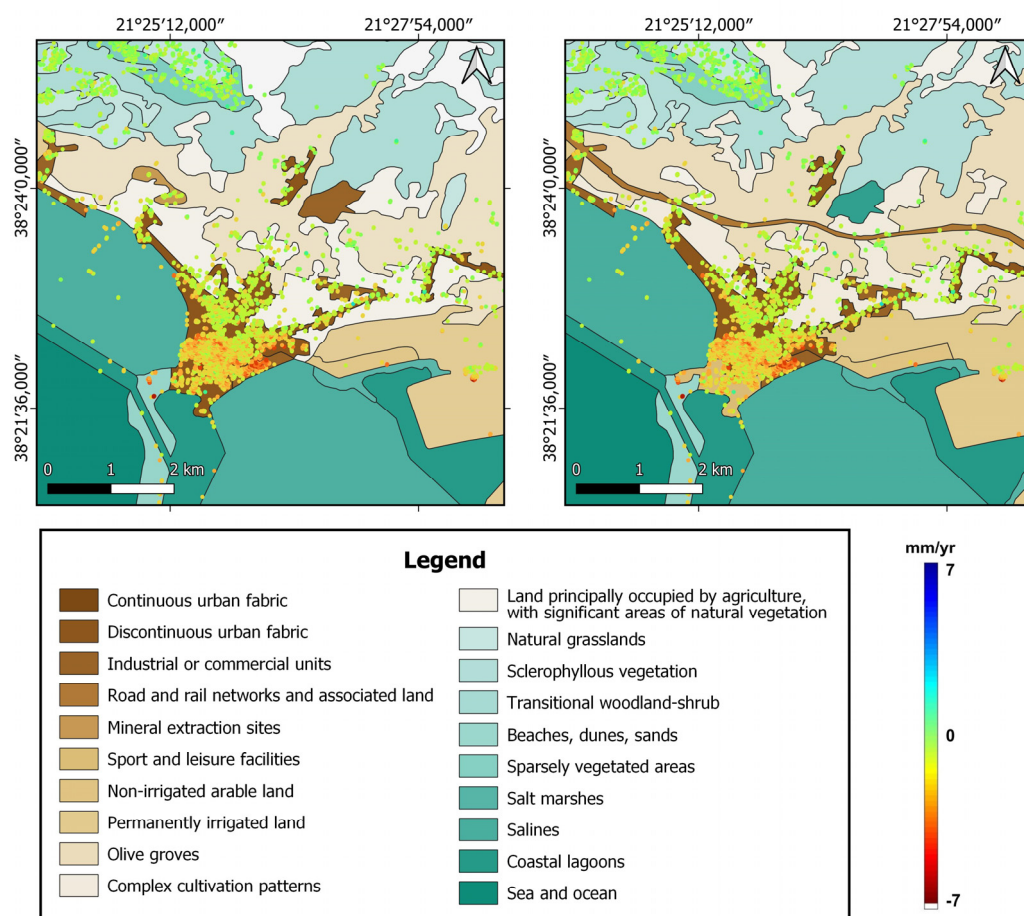 21°25′12,000″
21°27′54,000″
21°25′12,000″
21°27′54,000″
38°24′0,000″
38°21′36,000″
0 1 2 km
38°24′0,000″
38°21′36,000″
0 1 2 km
Legend
Continuous urban fabric
Discontinuous urban fabric
Industrial or commercial units
Road and rail networks and associated land
Mineral extraction sites
Sport and leisure facilities
Non-irrigated arable land
Permanently irrigated land
Olive groves
Complex cultivation patterns
Land principally occupied by agriculture,
with significant areas of natural vegetation
Natural grasslands
Sclerophyllous vegetation
Transitional woodland-shrub
Beaches, dunes, sands
Sparsely vegetated areas
Salt marshes
Salines
Coastal lagoons
Sea and ocean
mm/yr
7
0
-7